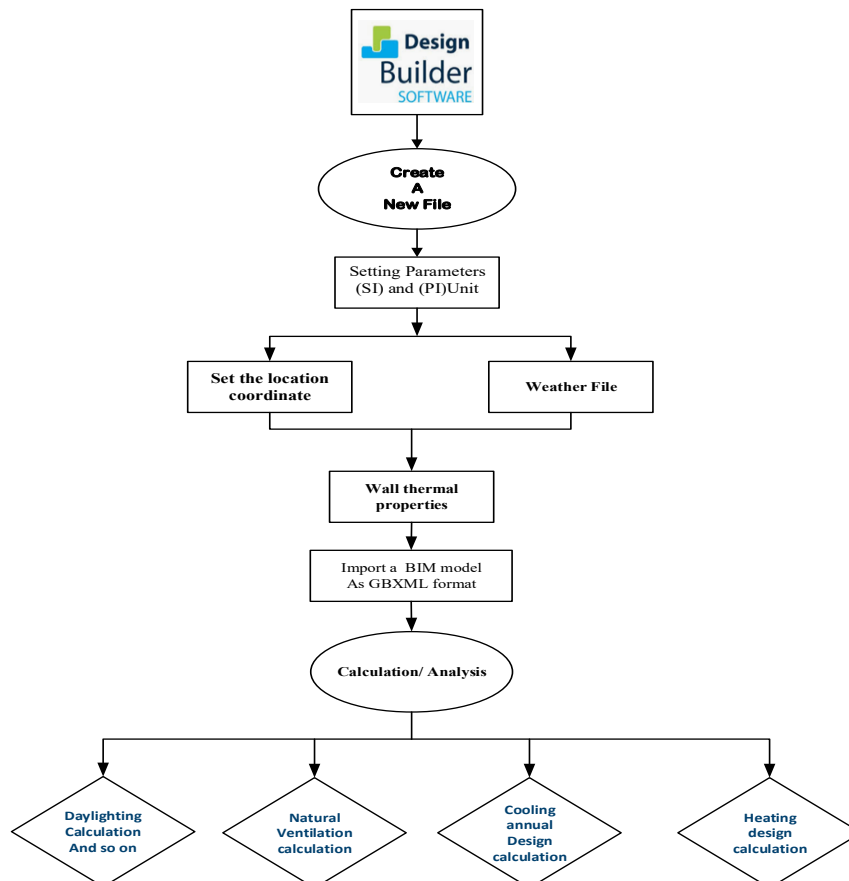 Design
Builder
SOFTWARE
Create
A
New File
Setting Parameters
(SI) and (PI)Unit
Set the location
coordinate
Weather File
Wall thermal
properties
Import a BIM model
As GBXML format
Calculation/ Analysis
Daylighting
Calculation
And so on
Natural
Ventilation
calculation
Cooling
annual
Design
calculation
Heating
design
calculation